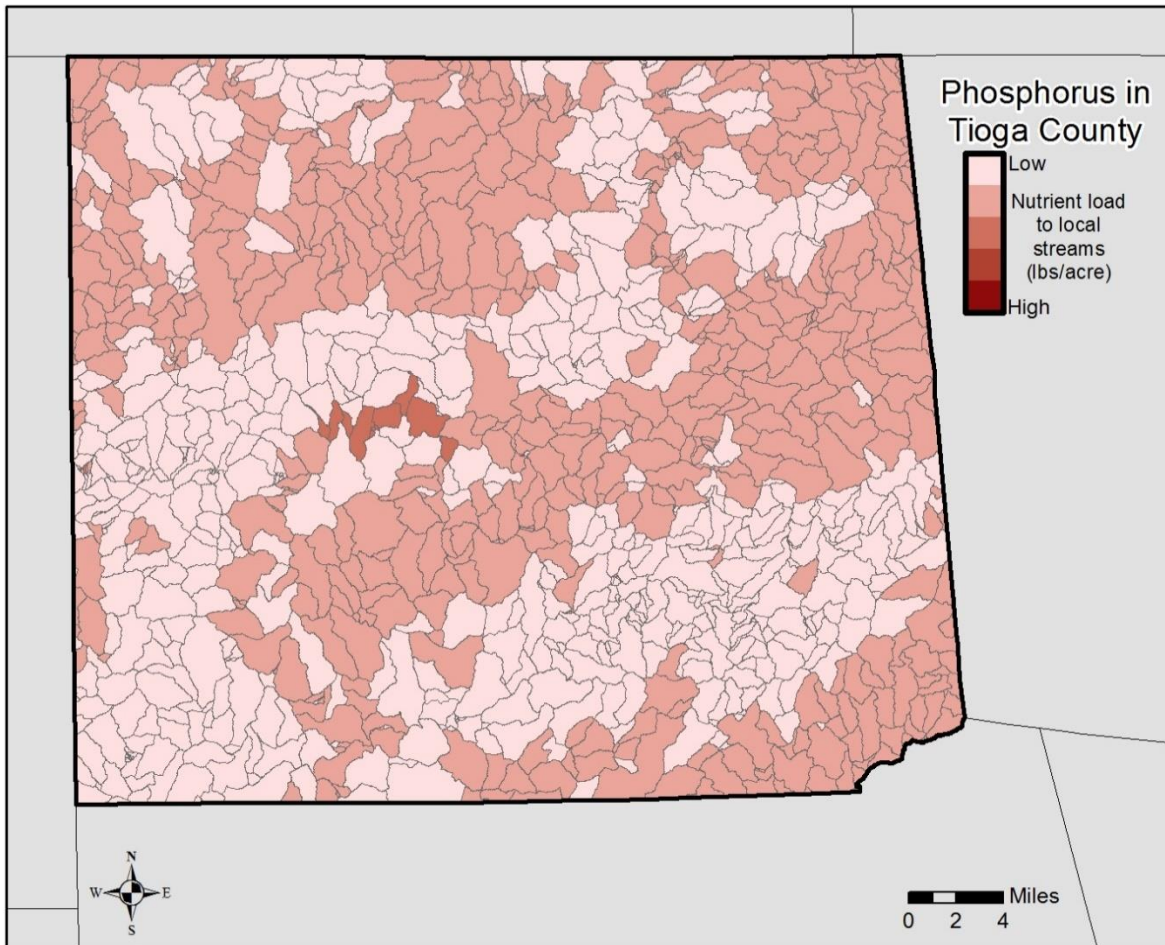 Phosphorus in
Tioga County
Low
Nutrient load
to local
streams
(lbs/acre)
High
N
W E
S
Miles
0 2 4